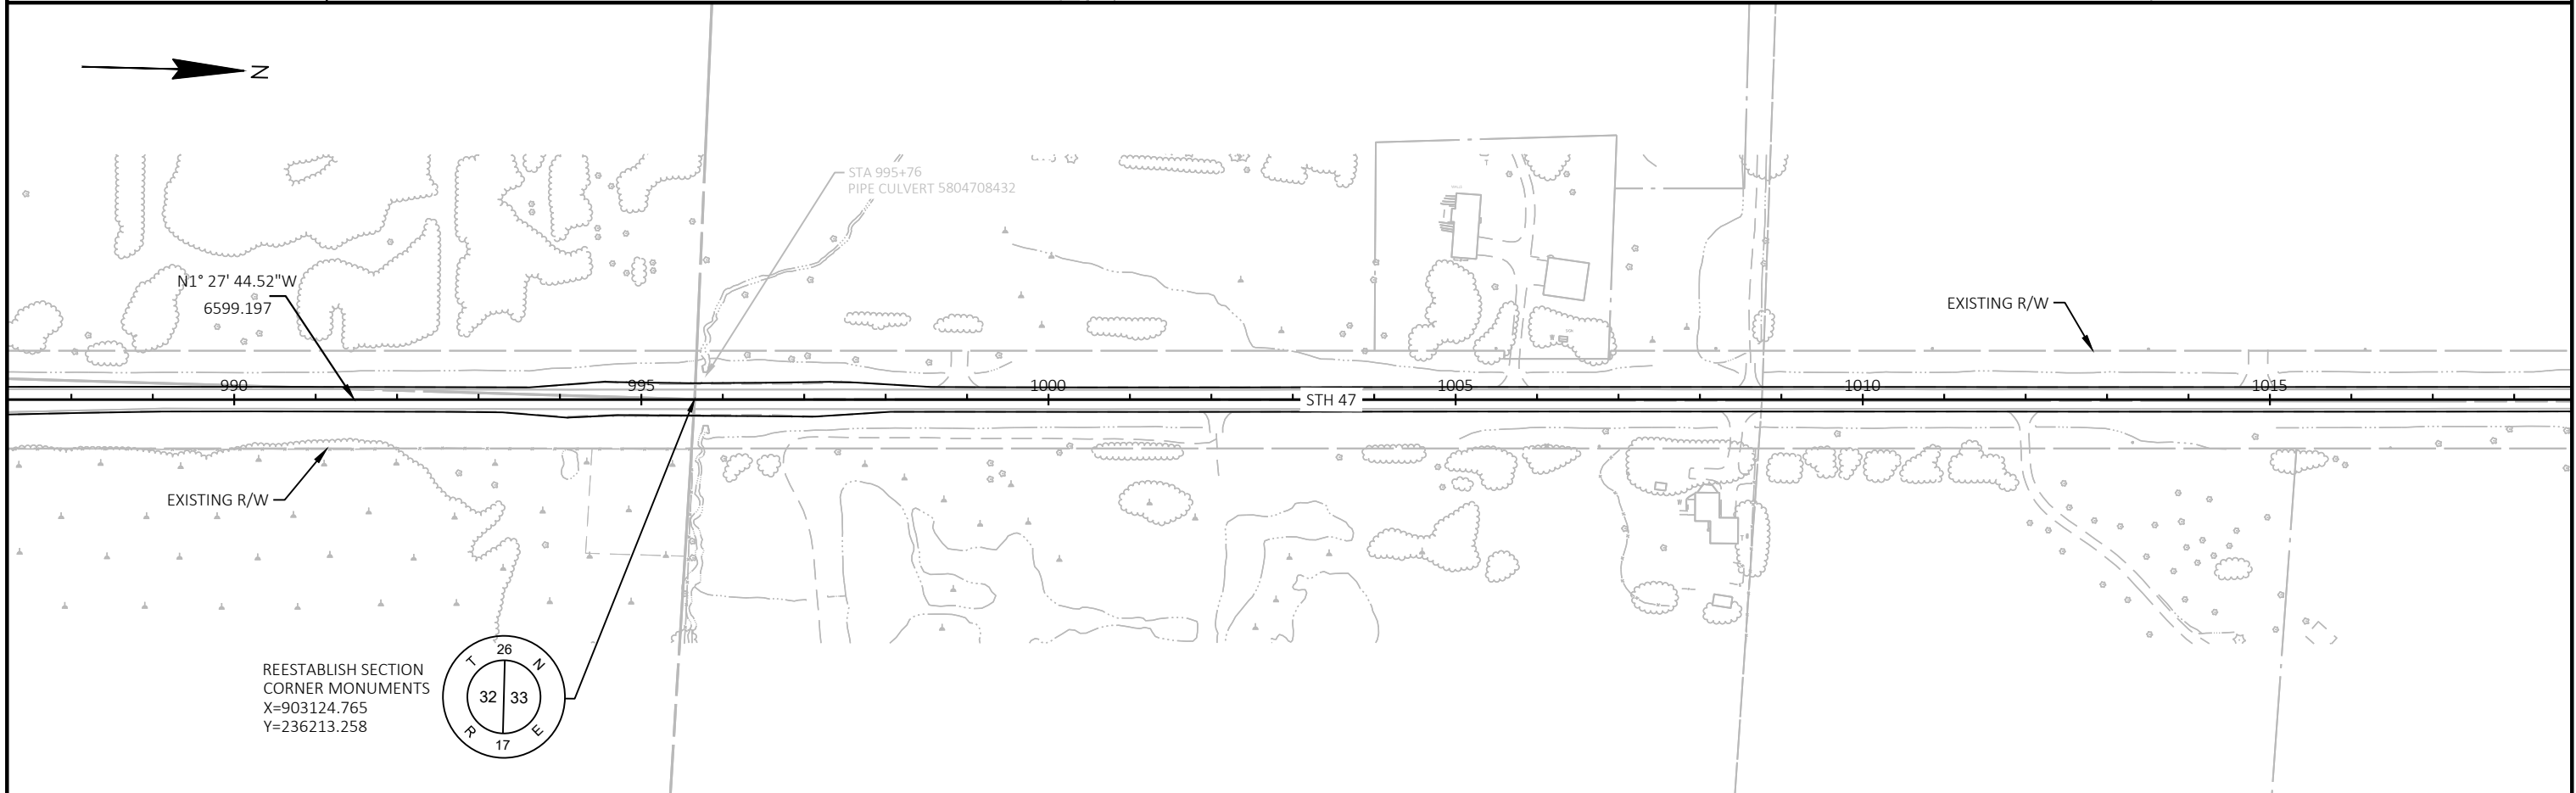 N
STA 995+76
PIPE CULVERT 5804708432
N1° 27' 44.52"W
6599.197
EXISTING R/W
990
995
1000
1005
1010
1015
STH 47
EXISTING R/W
REESTABLISH SECTION
CORNER MONUMENTS
X=903124.765
Y=236213.258
26
T N
32 33
R E
17